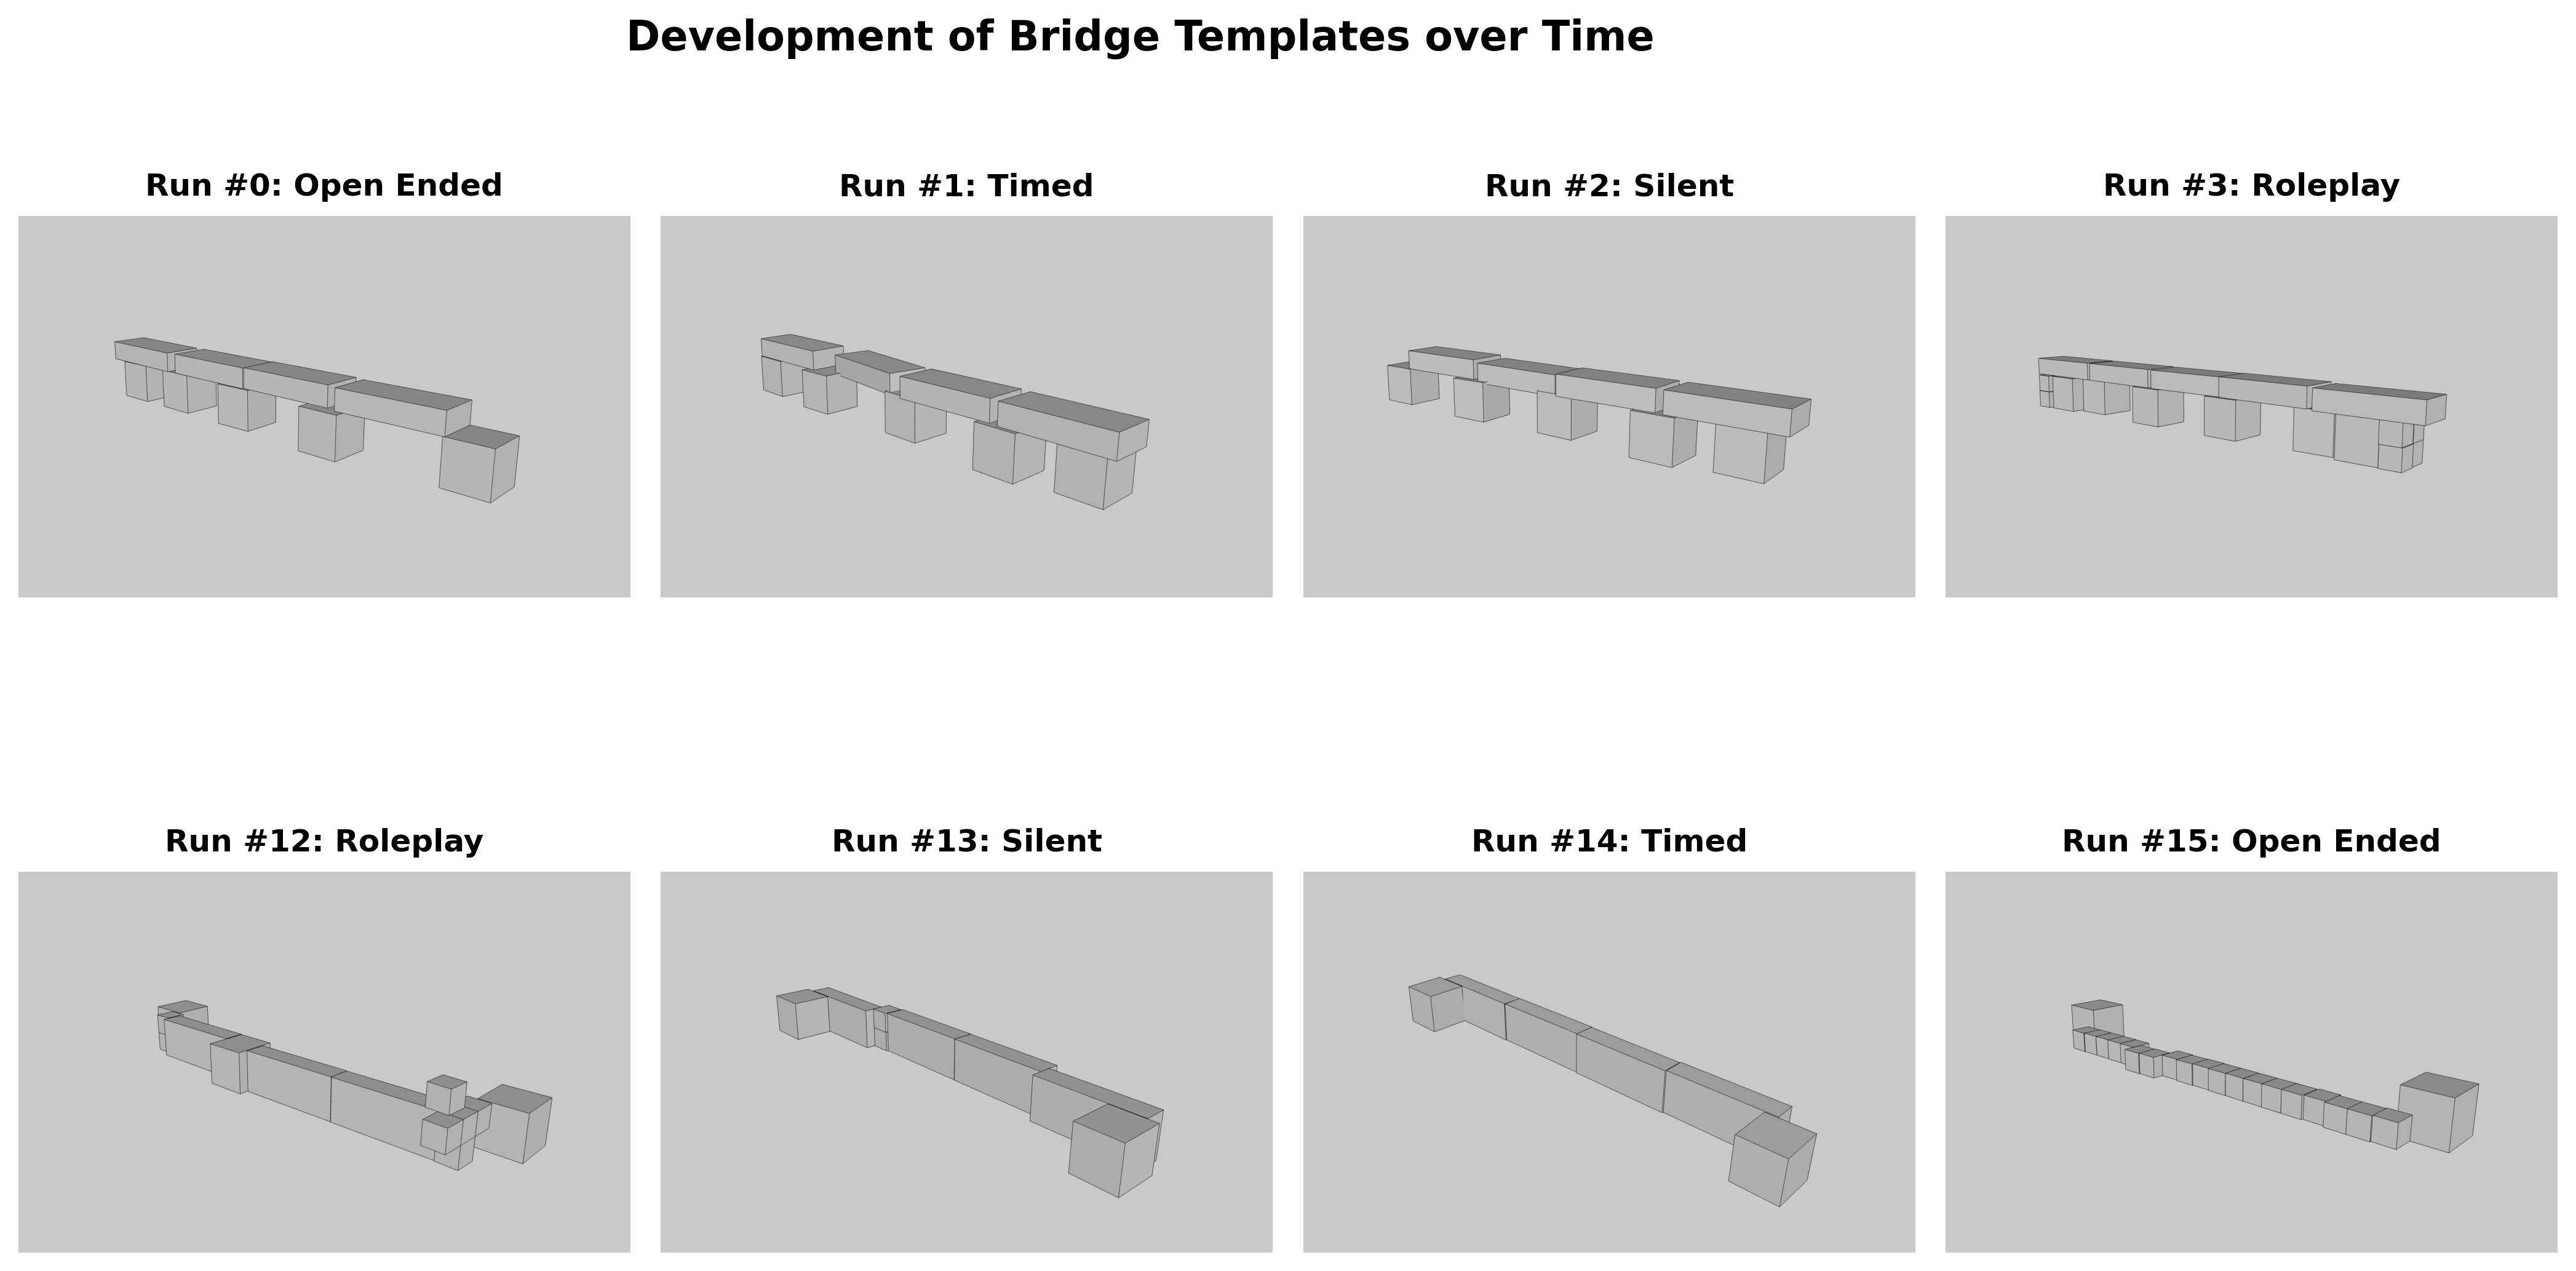 Development of Bridge Templates over Time
Run #0: Open Ended
Run #1: Timed
Run #2: Silent
Run #3: Roleplay
Run #12: Roleplay
Run #13: Silent
Run #14: Timed
Run #15: Open Ended